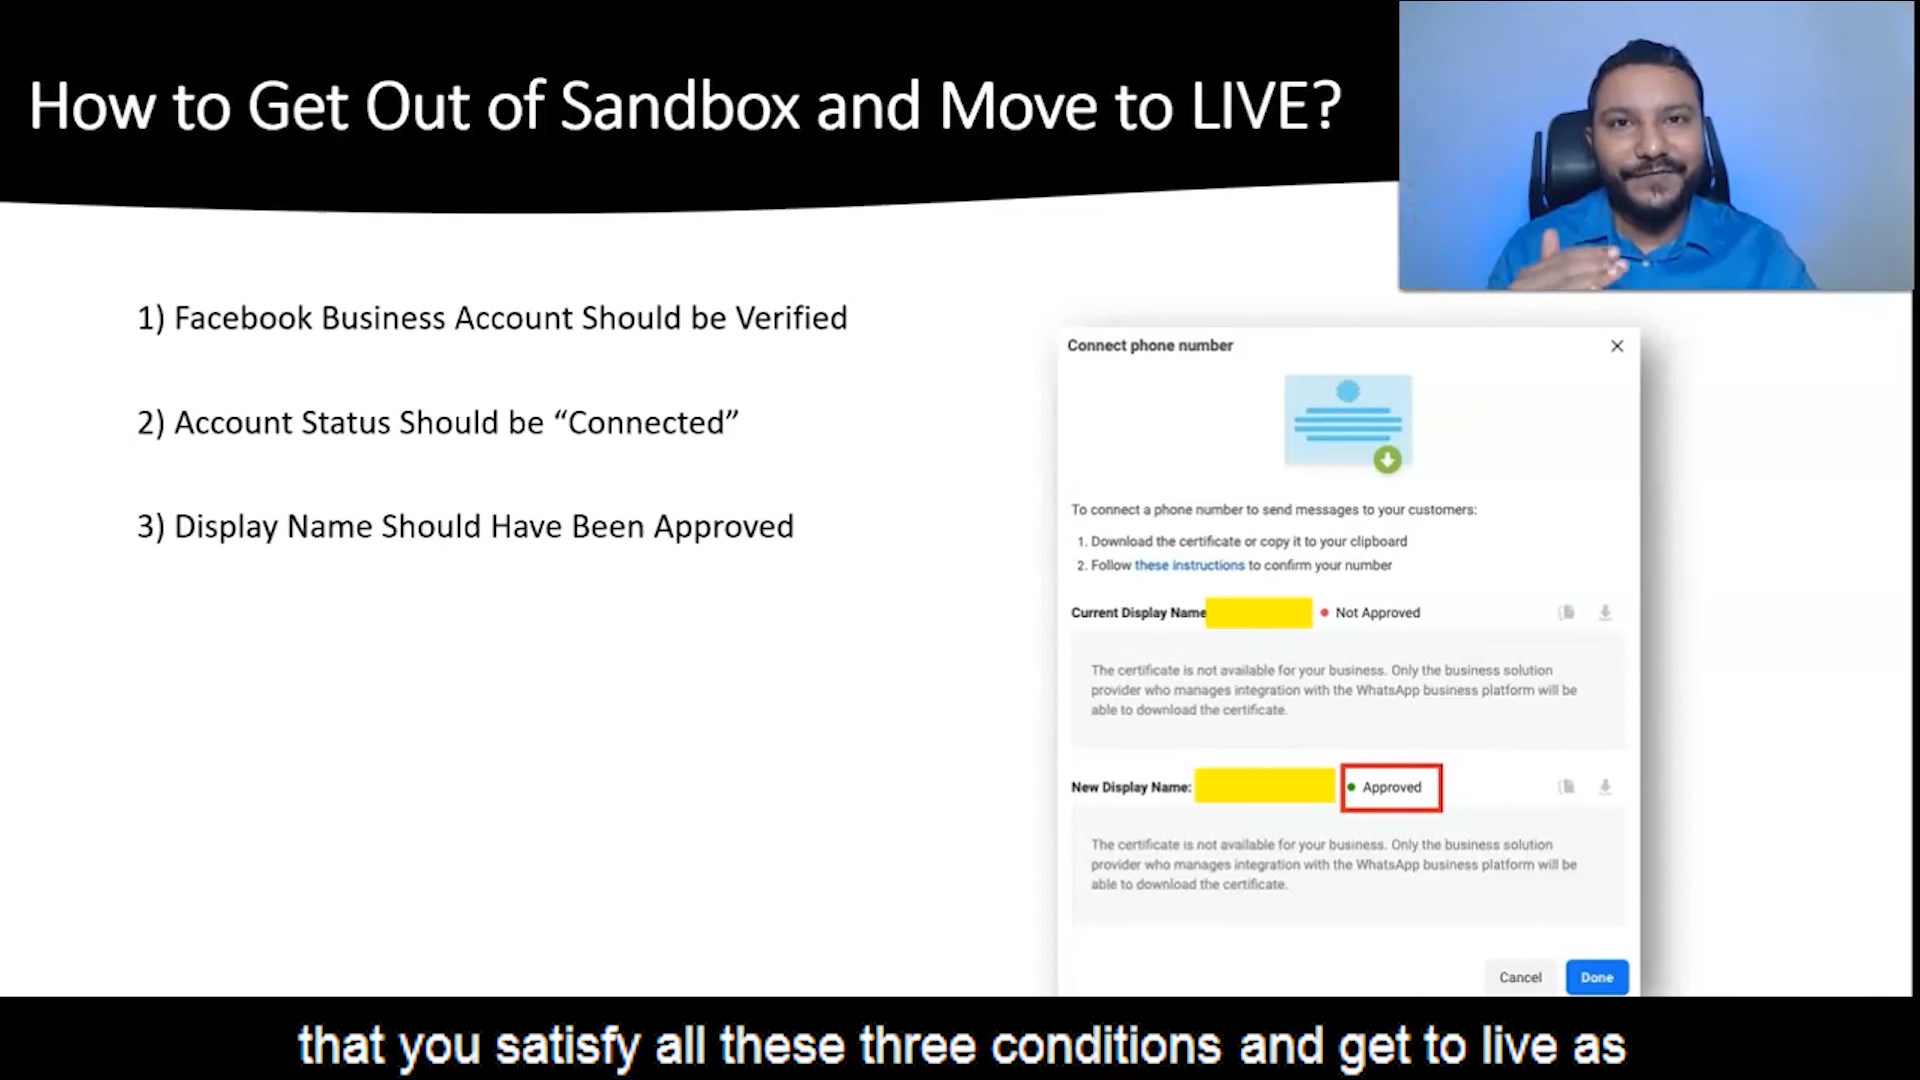 How to Get Out of Sandbox and Move to LIVE?
1) Facebook Business Account Should be Verified
2) Account Status Should be “Connected”
3) Display Name Should Have Been Approved
Connect phone number
To connect a phone number to send messages to your customers:
1. Download the certificate or copy it to your clipboard
2. Follow these instructions to confirm your number
Current Display Name
Not Approved
The certificate is not available for your business. Only the business solution
provider who manages integration with the WhatsApp business platform will be
able to download the certificate.
New Display Name:
Approved
The certificate is not available for your business. Only the business solution
provider who manages integration with the WhatsApp business platform will be
able to download the certificate.
Cancel
Done
that you satisfy all these three conditions and get to live as